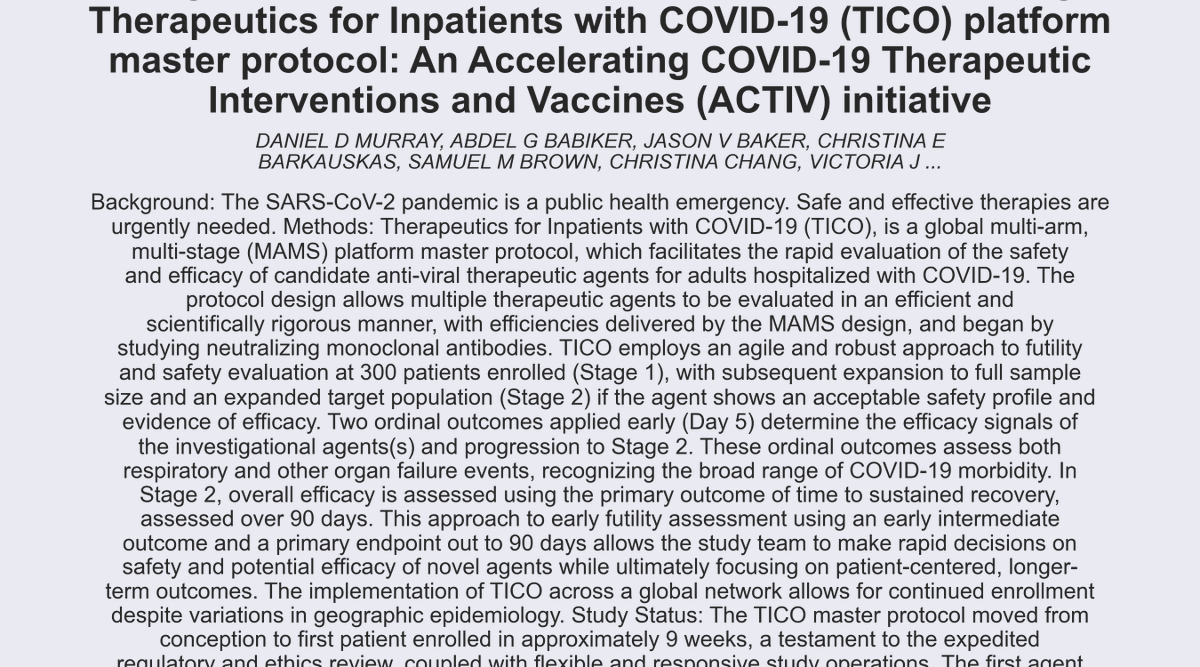 Therapeutics for Inpatients with COVID-19 (TICO) platform
master protocol: An Accelerating COVID-19 Therapeutic
Interventions and Vaccines (ACTIV) initiative
DANIEL D MURRAY, ABDEL G BABIKER, JASON V BAKER, CHRISTINA E
BARKAUSKAS, SAMUEL M BROWN, CHRISTINA CHANG, VICTORIA J ...
Background: The SARS-CoV-2 pandemic is a public health emergency. Safe and effective therapies are
urgently needed. Methods: Therapeutics for Inpatients with COVID-19 (TICO), is a global multi-arm,
multi-stage (MAMS) platform master protocol, which facilitates the rapid evaluation of the safety
and efficacy of candidate anti-viral therapeutic agents for adults hospitalized with COVID-19. The
protocol design allows multiple therapeutic agents to be evaluated in an efficient and
scientifically rigorous manner, with efficiencies delivered by the MAMS design, and began by
studying neutralizing monoclonal antibodies. TICO employs an agile and robust approach to futility
and safety evaluation at 300 patients enrolled (Stage 1), with subsequent expansion to full sample
size and an expanded target population (Stage 2) if the agent shows an acceptable safety profile and
evidence of efficacy. Two ordinal outcomes applied early (Day 5) determine the efficacy signals of
the investigational agents(s) and progression to Stage 2. These ordinal outcomes assess both
respiratory and other organ failure events, recognizing the broad range of COVID-19 morbidity. In
Stage 2, overall efficacy is assessed using the primary outcome of time to sustained recovery,
assessed over 90 days. This approach to early futility assessment using an early intermediate
outcome and a primary endpoint out to 90 days allows the study team to make rapid decisions on
safety and potential efficacy of novel agents while ultimately focusing on patient-centered, longer-
term outcomes. The implementation of TICO across a global network allows for continued enrollment
despite variations in geographic epidemiology. Study Status: The TICO master protocol moved from
conception to first patient enrolled in approximately 9 weeks, a testament to the expedited
regulatory and ethics review, coupled with flexible and responsive study operations. The first agent